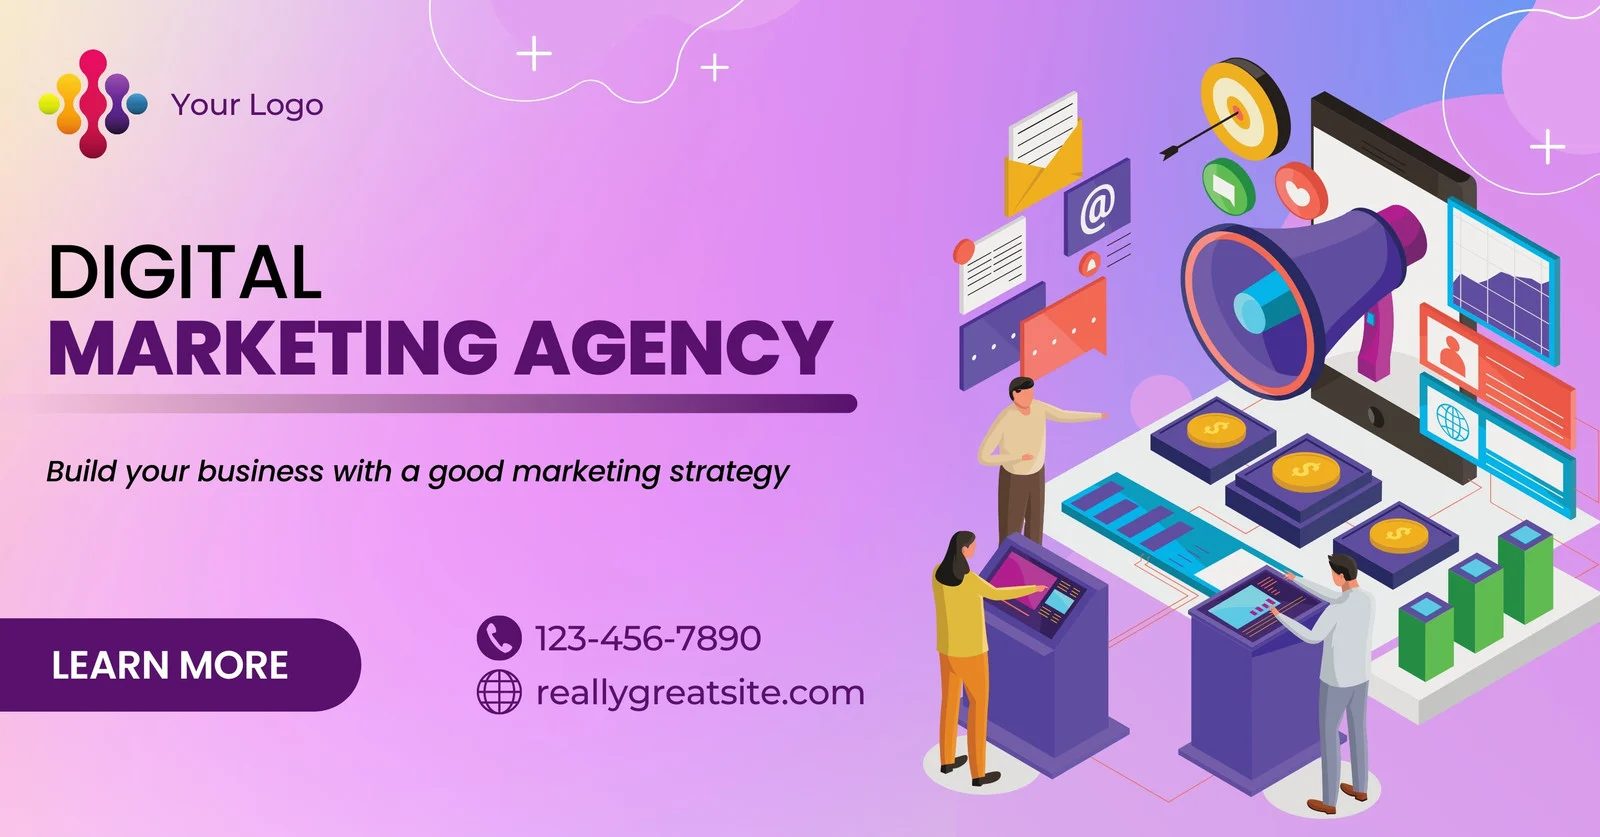 Your Logo
DIGITAL
MARKETING AGENCY
Build your business with a good marketing strategy
LEARN MORE
123-456-7890
reallygreatsite.com
@
$
$
$